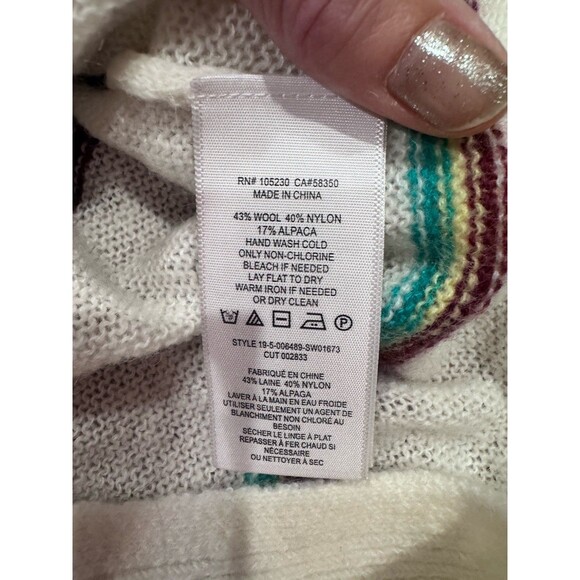 RN# 105230 CA#58350
MADE IN CHINA
43% WOOL 40% NYLON
17% ALPACA
HAND WASH COLD
ONLY NON-CHLORINE
BLEACH IF NEEDED
LAY FLAT TO DRY
WARM IRON IF NEEDED
OR DRY CLEAN
P
STYLE 19-5-006489-SW01673
CUT 002833
FABRIQUÉ EN CHINE
43% LAINE 40% NYLON
17% ALPAGA
LAVER À LA MAIN EN EAU FROIDE
UTILISER SEULEMENT UN AGENT DE
BLANCHIMENT NON CHLORÉ AU
BESOIN
SÉCHER LE LINGE À PLAT
REPASSER À FER CHAUD SI
NÉCESSAIRE
OU NETTOYER À SEC